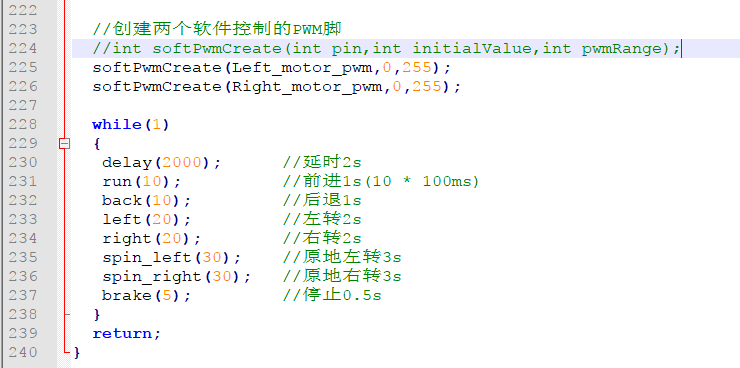 222
223 //创建两个软件控制的PWM脚
224 //int softPwmCreate(int pin,int initialValue,int pwmRange);
225 softPwmCreate(Left_motor_pwm,0,255);
226 softPwmCreate(Right_motor_pwm,0,255);
227
228 while(1)
229 {
230 delay(2000); //延时2s
231 run(10); //前进1s(10 * 100ms)
232 back(10); //后退1s
233 left(20); //左转2s
234 right(20); //右转2s
235 spin_left(30); //原地左转3s
236 spin_right(30); //原地右转3s
237 brake(5); //停止0.5s
238 }
239 return;
240 }